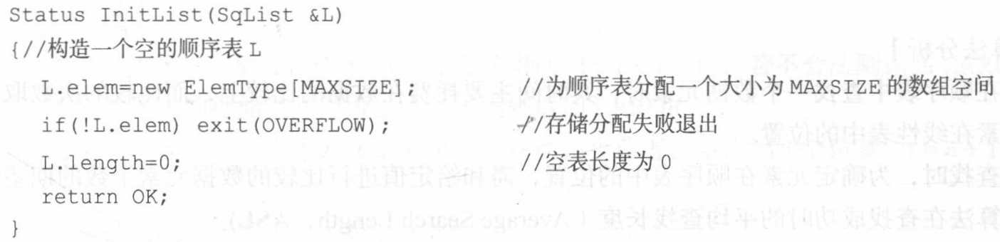 Status InitList(SqList &L)
{//构造一个空的顺序表 L
L.elem=new ElemType[MAXSIZE]; //为顺序表分配一个大小为 MAXSIZE 的数组空间
if(!L.elem) exit(OVERFLOW); //存储分配失败退出
L.length=0; //空表长度为 0
return OK;
}